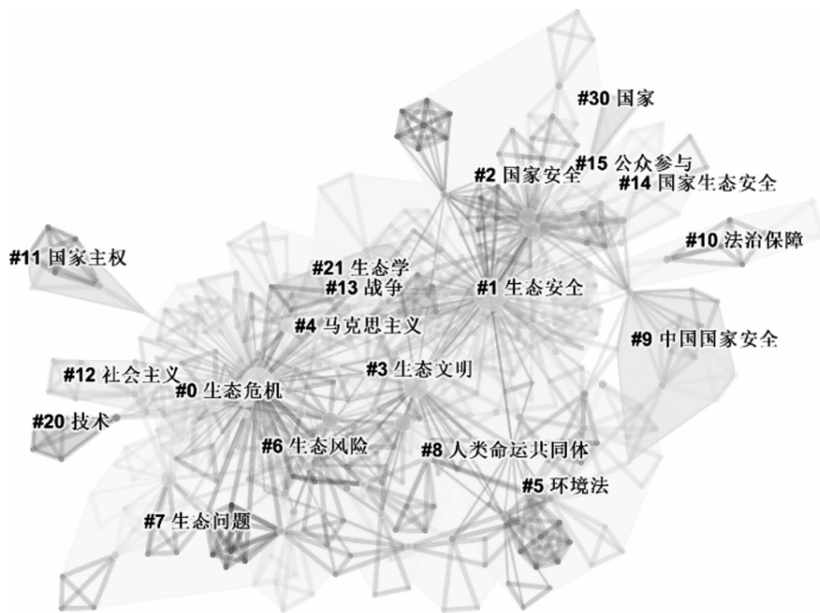 #30 国家
#15 公众参与
#2 国家安全
#14 国家生态安全
#10 法治保障
#11 国家主权
#21 生态学
#13 战争
#1 生态安全
#4 马克思主义
#9 中国国家安全
#3 生态文明
#12 社会主义
#0 生态危机
#20 技术
#6 生态风险
#8 人类命运共同体
#5 环境法
#7 生态问题